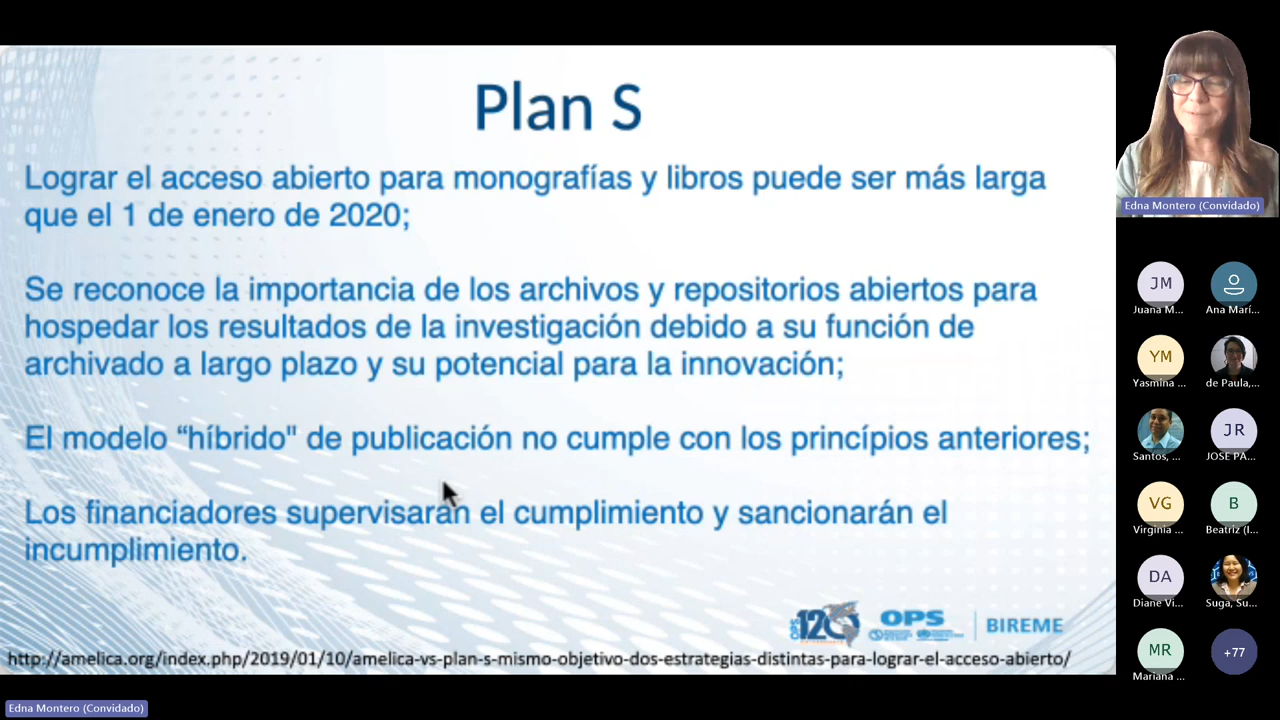 Plan S
Lograr el acceso abierto para monografías y libros puede ser más larga
que el 1 de enero de 2020;
Se reconoce la importancia de los archivos y repositorios abiertos para
hospedar los resultados de la investigación debido a su función de
archivado a largo plazo y su potencial para la innovación;
El modelo “híbrido" de publicación no cumple con los princípios anteriores;
Los financiadores supervisarán el cumplimiento y sancionarán el
incumplimiento.
OPS 120
OPS
BIREME
http://amelica.org/index.php/2019/01/10/amelica-vs-plan-s-mismo-objetivo-dos-estrategias-distintas-para-lograr-el-acceso-abierto/
Edna Montero (Convidado)
JM
Juana M...
Ana Marí...
YM
Yasmina ...
de Paula,...
Santos, ...
JR
JOSE PA...
VG
Virginia ...
B
Beatriz (I...
DA
Diane Vi...
Suga, Su...
MR
Mariana ...
+77
Edna Montero (Convidado)